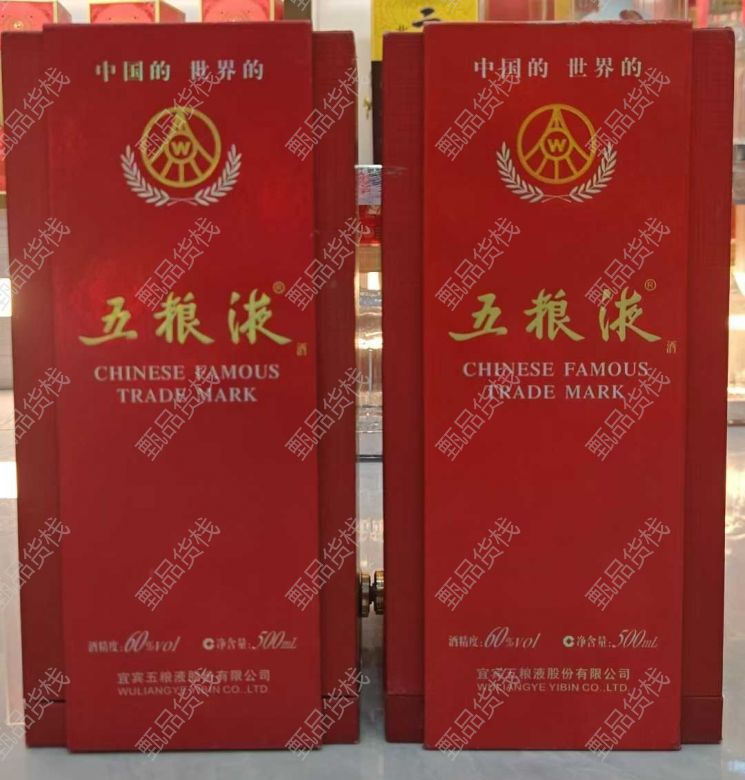 中国的 世界的
W
五粮液®
酒
CHINESE FAMOUS
TRADE MARK
酒精度:60%vol C净含量:500mL
宜宾五粮液股份有限公司
WULIANGYE YIBIN CO.,LTD.
中国的 世界的
W
五粮液®
酒
CHINESE FAMOUS
TRADE MARK
酒精度:60%vol C净含量:500mL
宜宾五粮液股份有限公司
WULIANGYE YIBIN CO.,LTD.
甄品货栈